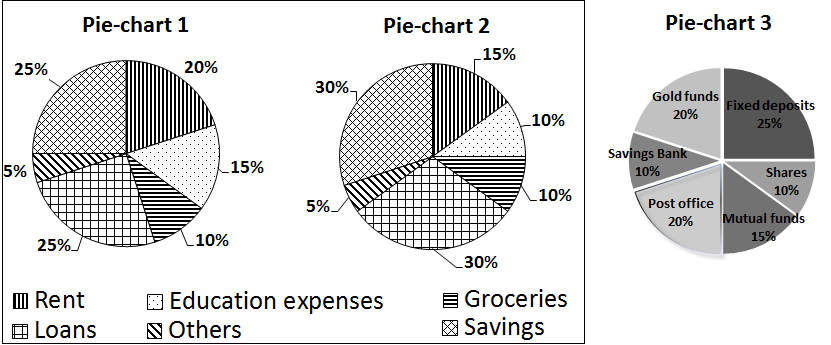 Pie-chart 1
20%
15%
10%
25%
5%
25%
Pie-chart 2
15%
10%
10%
30%
5%
30%
Rent
Education expenses
Groceries
Loans
Others
Savings
Pie-chart 3
Fixed deposits
25%
Shares
10%
Mutual funds
15%
Post office
20%
Savings Bank
10%
Gold funds
20%